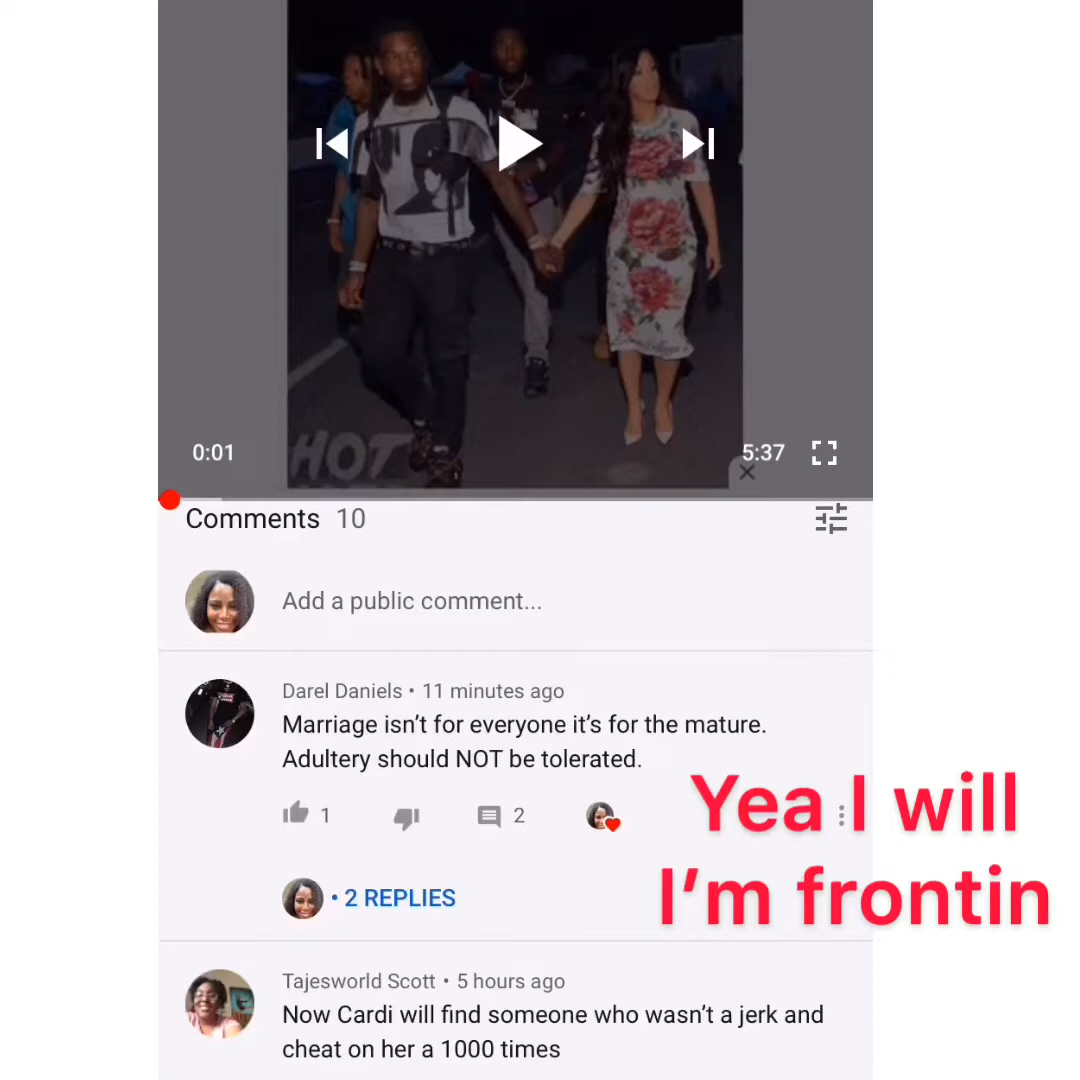 HOT
0:01
5:37
Comments 10
Add a public comment...
Darel Daniels • 11 minutes ago
Marriage isn’t for everyone it’s for the mature.
Adultery should NOT be tolerated.
1
2
Yea I will
I’m frontin
• 2 REPLIES
Tajesworld Scott • 5 hours ago
Now Cardi will find someone who wasn’t a jerk and
cheat on her a 1000 times